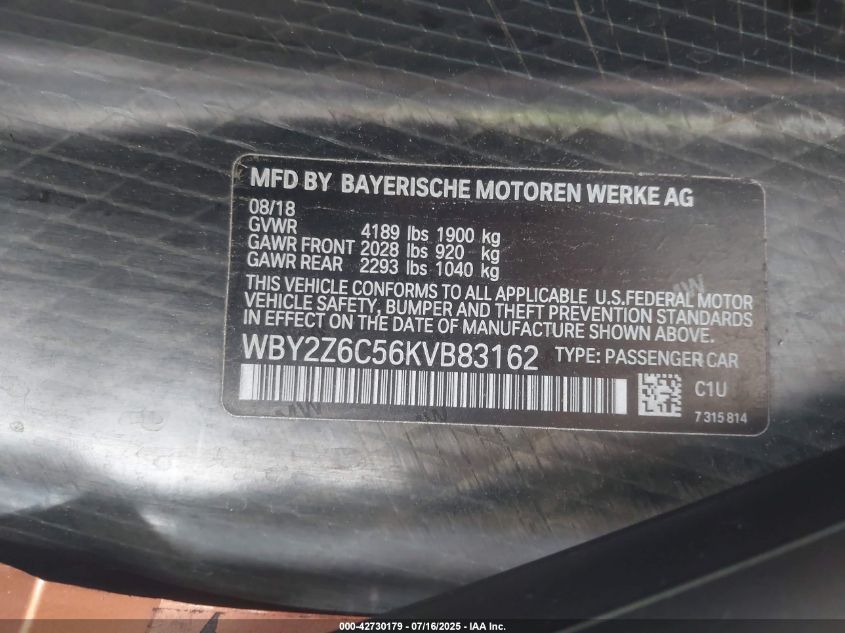 MFD BY BAYERISCHE MOTOREN WERKE AG
08/18
GVWR 4189 lbs 1900 kg
GAWR FRONT 2028 lbs 920 kg
GAWR REAR 2293 lbs 1040 kg
THIS VEHICLE CONFORMS TO ALL APPLICABLE U.S.FEDERAL MOTOR
VEHICLE SAFETY, BUMPER AND THEFT PREVENTION STANDARDS
IN EFFECT ON THE DATE OF MANUFACTURE SHOWN ABOVE.
WBY2Z6C56KVB83162 TYPE: PASSENGER CAR
C1U
7 315 814
000-42730179 - 07/16/2025 - IAA Inc.